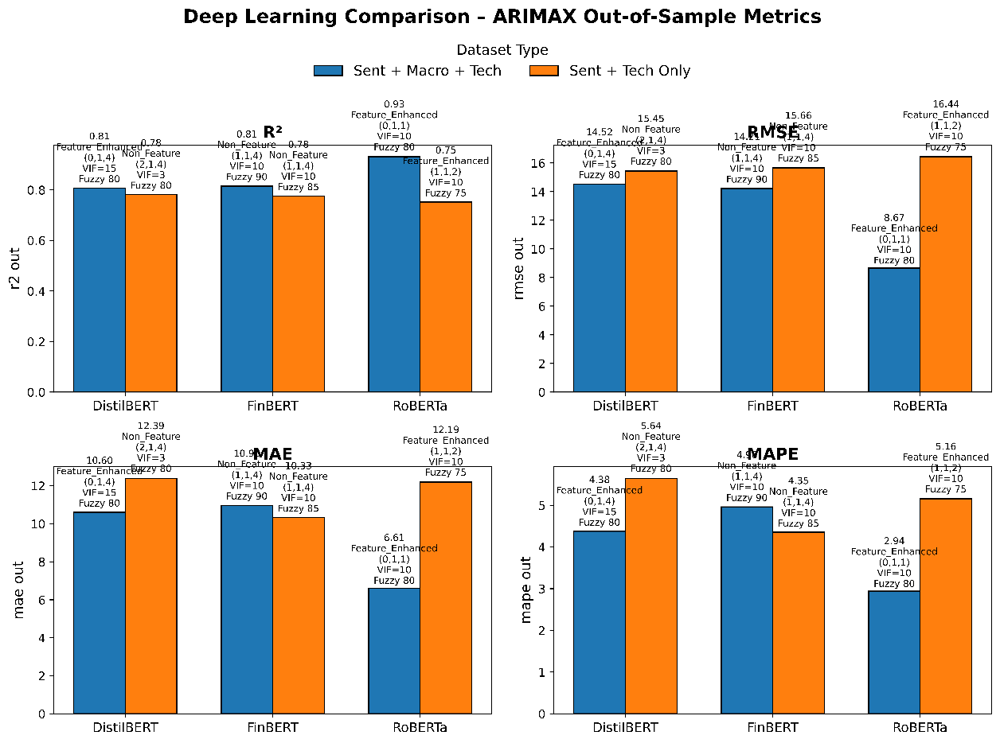 Deep Learning Comparison – ARIMAX Out-of-Sample Metrics
Dataset Type
Sent + Macro + Tech
Sent + Tech Only
R²
r2 out
0.0
0.2
0.4
0.6
0.8
0.81
Feature_Enhanced
(0,1,4)
VIF=15
Fuzzy 80
0.78
Non_Feature
(2,1,4)
VIF=3
Fuzzy 80
0.81
Non_Feature
(1,1,4)
VIF=10
Fuzzy 90
0.78
Non_Feature
(1,1,4)
VIF=10
Fuzzy 85
0.93
Feature_Enhanced
(0,1,1)
VIF=10
Fuzzy 80
0.75
Feature_Enhanced
(1,1,2)
VIF=10
Fuzzy 75
DistilBERT
FinBERT
RoBERTa
RMSE
rmse out
0
2
4
6
8
10
12
14
16
14.52
Feature_Enhanced
(0,1,4)
VIF=15
Fuzzy 80
15.45
Non_Feature
(2,1,4)
VIF=3
Fuzzy 80
Non_Feature
(1,1,4)
VIF=10
Fuzzy 90
15.66
Non_Feature
(1,1,4)
VIF=10
Fuzzy 85
8.67
Feature_Enhanced
(0,1,1)
VIF=10
Fuzzy 80
16.44
Feature_Enhanced
(1,1,2)
VIF=10
Fuzzy 75
DistilBERT
FinBERT
RoBERTa
MAE
mae out
0
2
4
6
8
10
12
10.60
Feature_Enhanced
(0,1,4)
VIF=15
Fuzzy 80
12.39
Non_Feature
(2,1,4)
VIF=3
Fuzzy 80
Non_Feature
(1,1,4)
VIF=10
Fuzzy 90
10.33
Non_Feature
(1,1,4)
VIF=10
Fuzzy 85
6.61
Feature_Enhanced
(0,1,1)
VIF=10
Fuzzy 80
12.19
Feature_Enhanced
(1,1,2)
VIF=10
Fuzzy 75
DistilBERT
FinBERT
RoBERTa
MAPE
mape out
0
1
2
3
4
5
4.38
Feature_Enhanced
(0,1,4)
VIF=15
Fuzzy 80
5.64
Non_Feature
(2,1,4)
VIF=3
Fuzzy 80
Non_Feature
(1,1,4)
VIF=10
Fuzzy 90
4.35
Non_Feature
(1,1,4)
VIF=10
Fuzzy 85
2.94
Feature_Enhanced
(0,1,1)
VIF=10
Fuzzy 80
5.16
Feature_Enhanced
(1,1,2)
VIF=10
Fuzzy 75
DistilBERT
FinBERT
RoBERTa